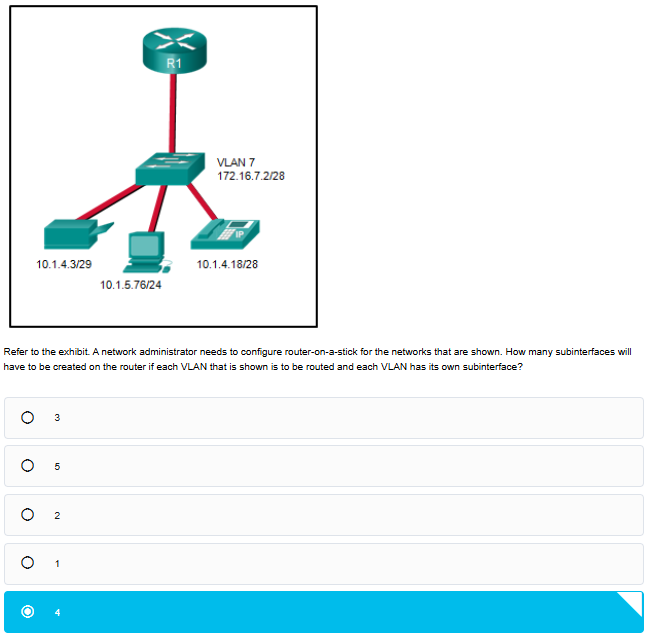 R1
VLAN 7
172.16.7.2/28
IP
10.1.4.3/29
10.1.4.18/28
10.1.5.76/24
Refer to the exhibit. A network administrator needs to configure router-on-a-stick for the networks that are shown. How many subinterfaces will
have to be created on the router if each VLAN that is shown is to be routed and each VLAN has its own subinterface?
3
5
2
1
4